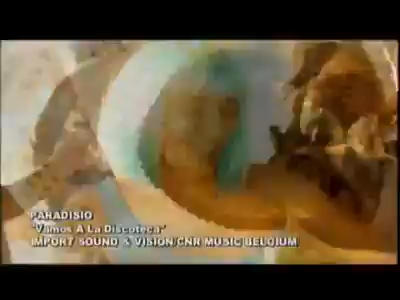 PARADISIO
"Vamos A La Discoteca"
IMPORT SOUND & VISION/CNR MUSIC BELGIUM